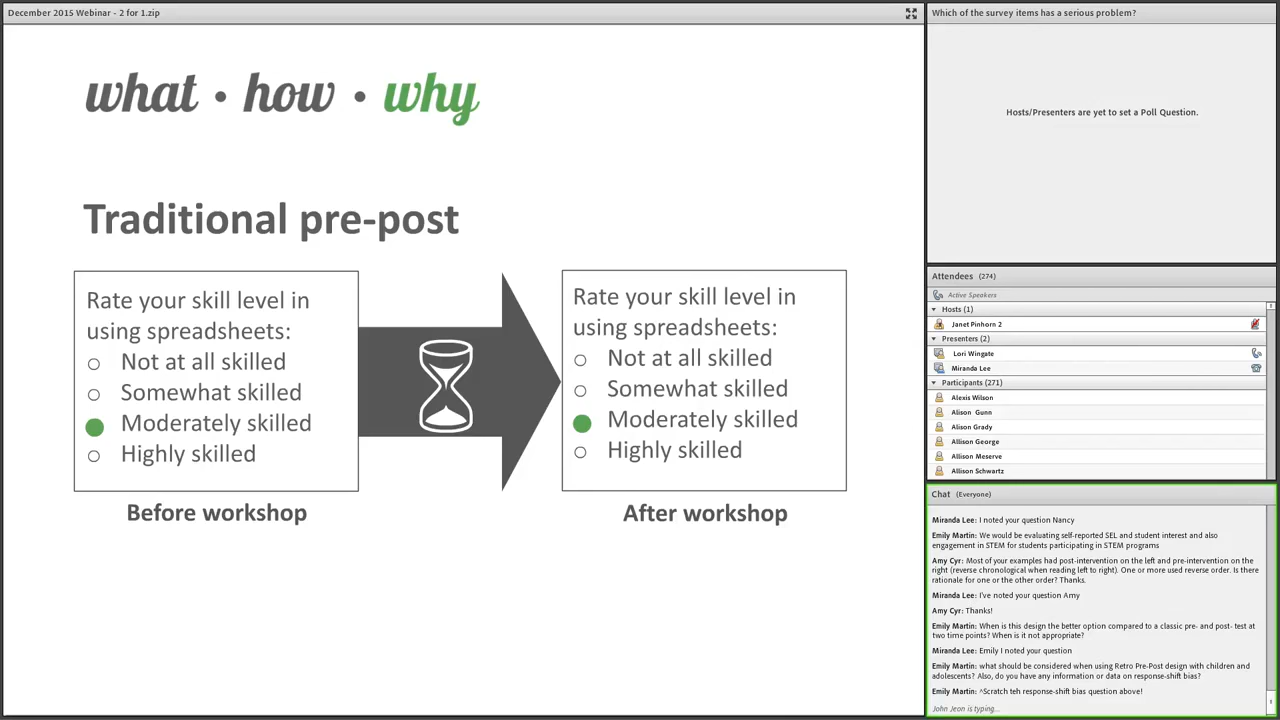 December 2015 Webinar - 2 for 1.zip
what • how • why
Traditional pre-post
Rate your skill level in
using spreadsheets:
Not at all skilled
Somewhat skilled
Moderately skilled
Highly skilled
Before workshop
Rate your skill level in
using spreadsheets:
Not at all skilled
Somewhat skilled
Moderately skilled
Highly skilled
After workshop
Which of the survey items has a serious problem?
Hosts/Presenters are yet to set a Poll Question.
Attendees (274)
Active Speakers
Hosts (1)
Janet Pinhorn 2
Presenters (2)
Lori Wingate
Miranda Lee
Participants (271)
Alexis Wilson
Alison Gunn
Alison Grady
Allison George
Allison Meserve
Allison Schwartz
Chat (Everyone)
Miranda Lee: I noted your question Nancy
Emily Martin: We would be evaluating self-reported SEL and student interest and also
engagement in STEM for students participating in STEM programs
Amy Cyr: Most of your examples had post-intervention on the left and pre-intervention on the
right (reverse chronological when reading left to right). One or more used reverse order. Is there
rationale for one or the other order? Thanks.
Miranda Lee: I've noted your question Amy
Amy Cyr: Thanks!
Emily Martin: When is this design the better option compared to a classic pre- and post- test at
two time points? When is it not appropriate?
Miranda Lee: Emily I noted your question
Emily Martin: what should be considered when using Retro Pre-Post design with children and
adolescents? Also, do you have any information or data on response-shift bias?
Emily Martin: ^Scratch teh response-shift bias question above!
John Jeon is typing...